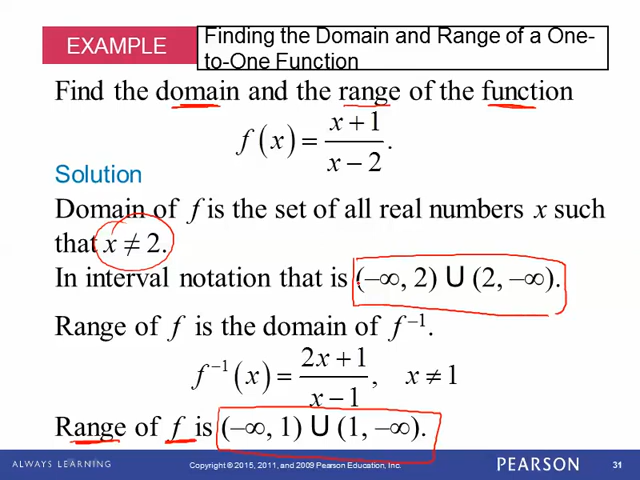 EXAMPLE
Finding the Domain and Range of a One-
to-One Function
Find the domain and the range of the function
f(x) = (x + 1)/(x − 2).
Solution
Domain of f is the set of all real numbers x such
that x ≠ 2.
In interval notation that is (–∞, 2) U (2, –∞).
Range of f is the domain of f⁻¹.
f⁻¹(x) = (2x + 1)/(x − 1), x ≠ 1
Range of f is (–∞, 1) U (1, –∞).
ALWAYS LEARNING
Copyright © 2015, 2011, and 2009 Pearson Education, Inc.
PEARSON
31